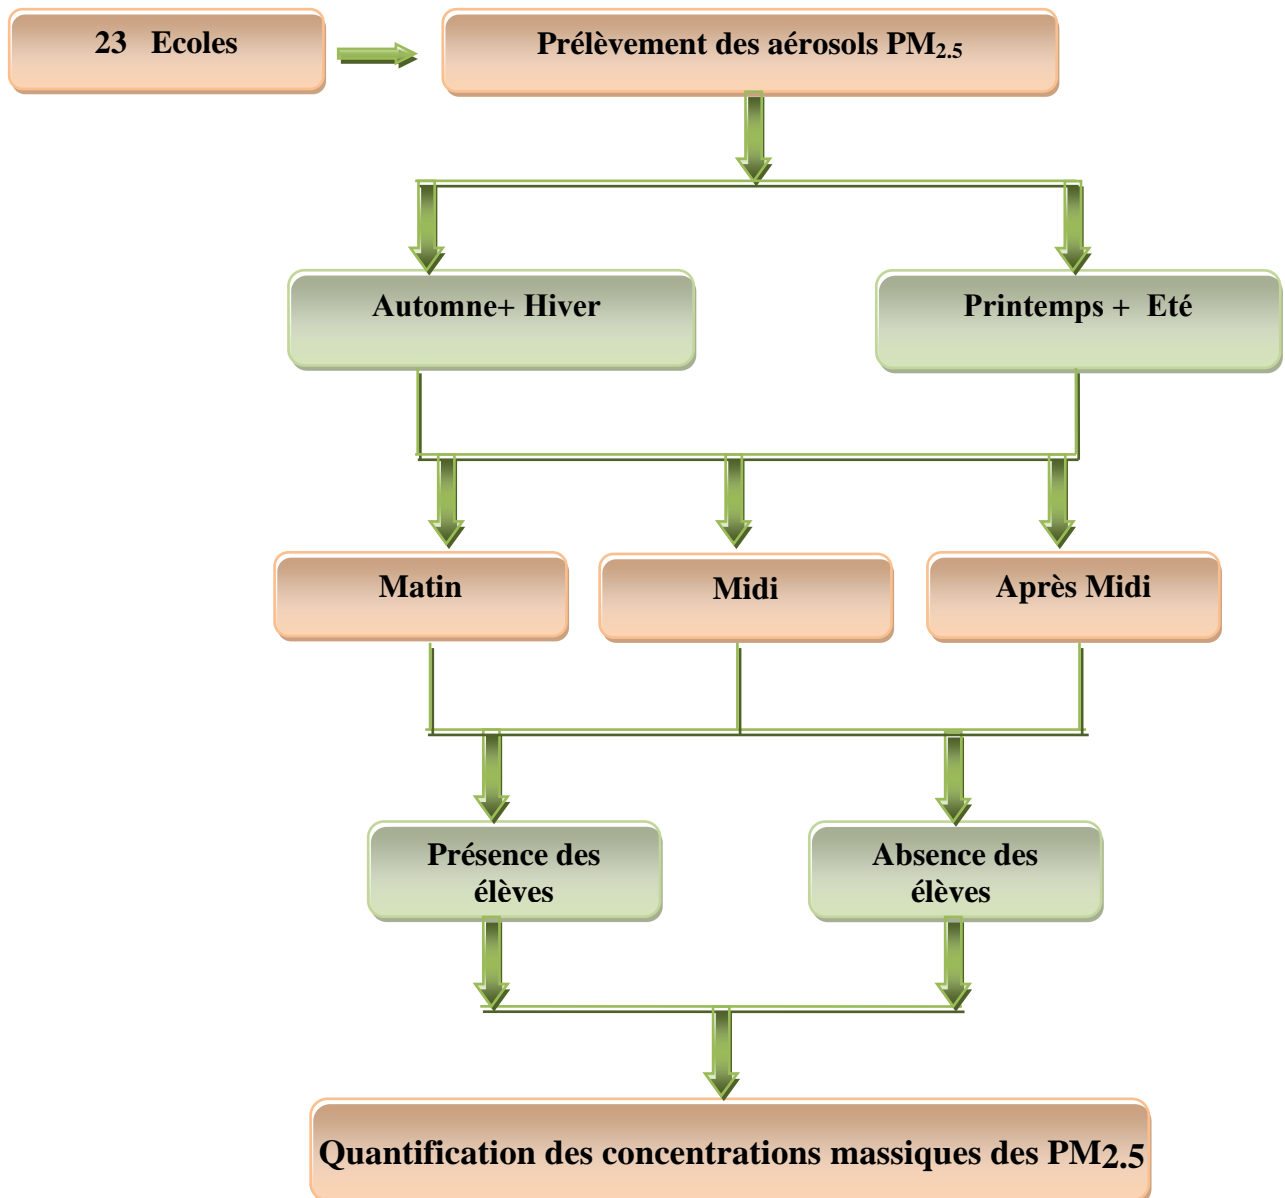 23 Ecoles
Prélèvement des aérosols PM2.5
Automne+ Hiver
Printemps + Eté
Matin
Midi
Après Midi
Présence des
élèves
Absence des
élèves
Quantification des concentrations massiques des PM2.5